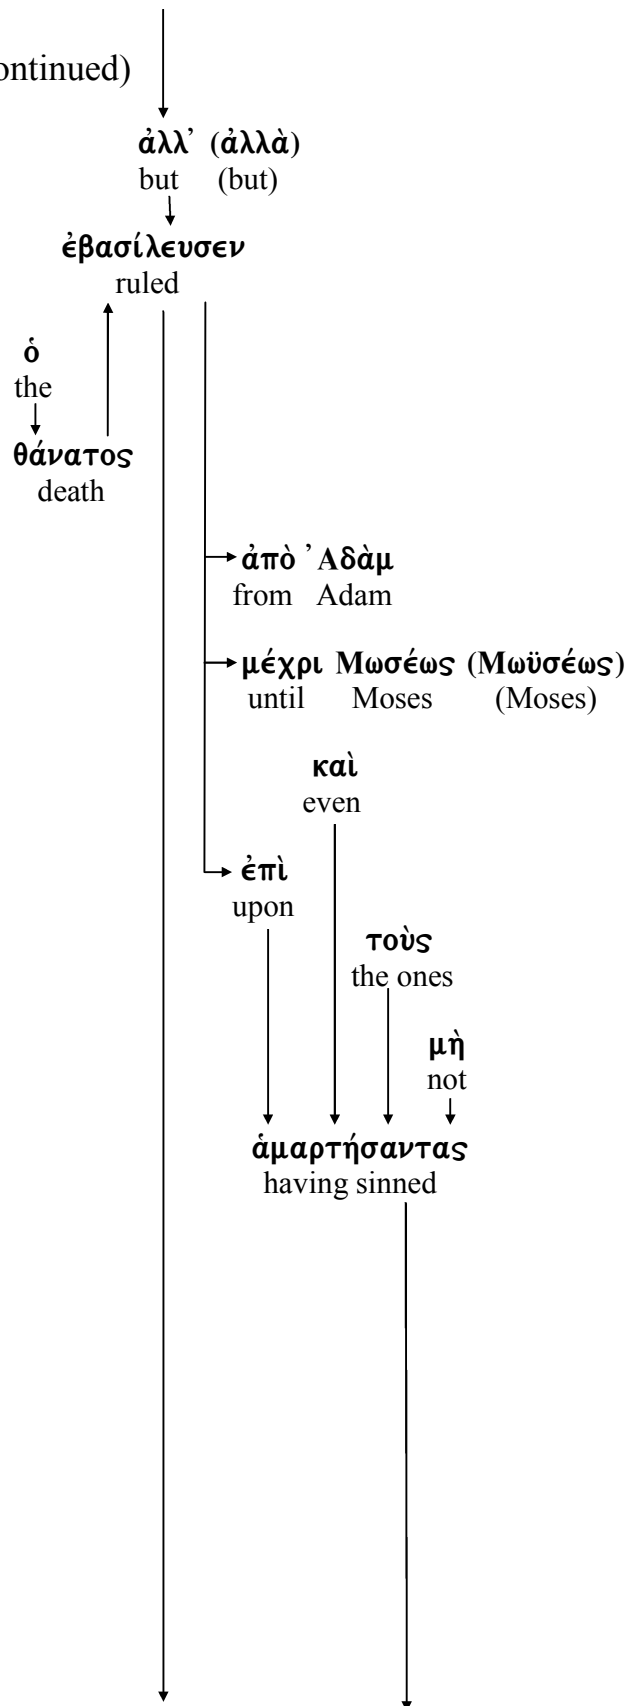 ontinued)
ἀλλ’ (ἀλλὰ)
but (but)
ἐβασίλευσεν
ruled
ὁ
the
θάνατος
death
ἀπὸ ’Αδὰμ
from Adam
μέχρι Μωσέως (Μωϋσέως)
until Moses (Moses)
καὶ
even
ἐπὶ
upon
τοὺς
the ones
μὴ
not
ἁμαρτήσαντας
having sinned